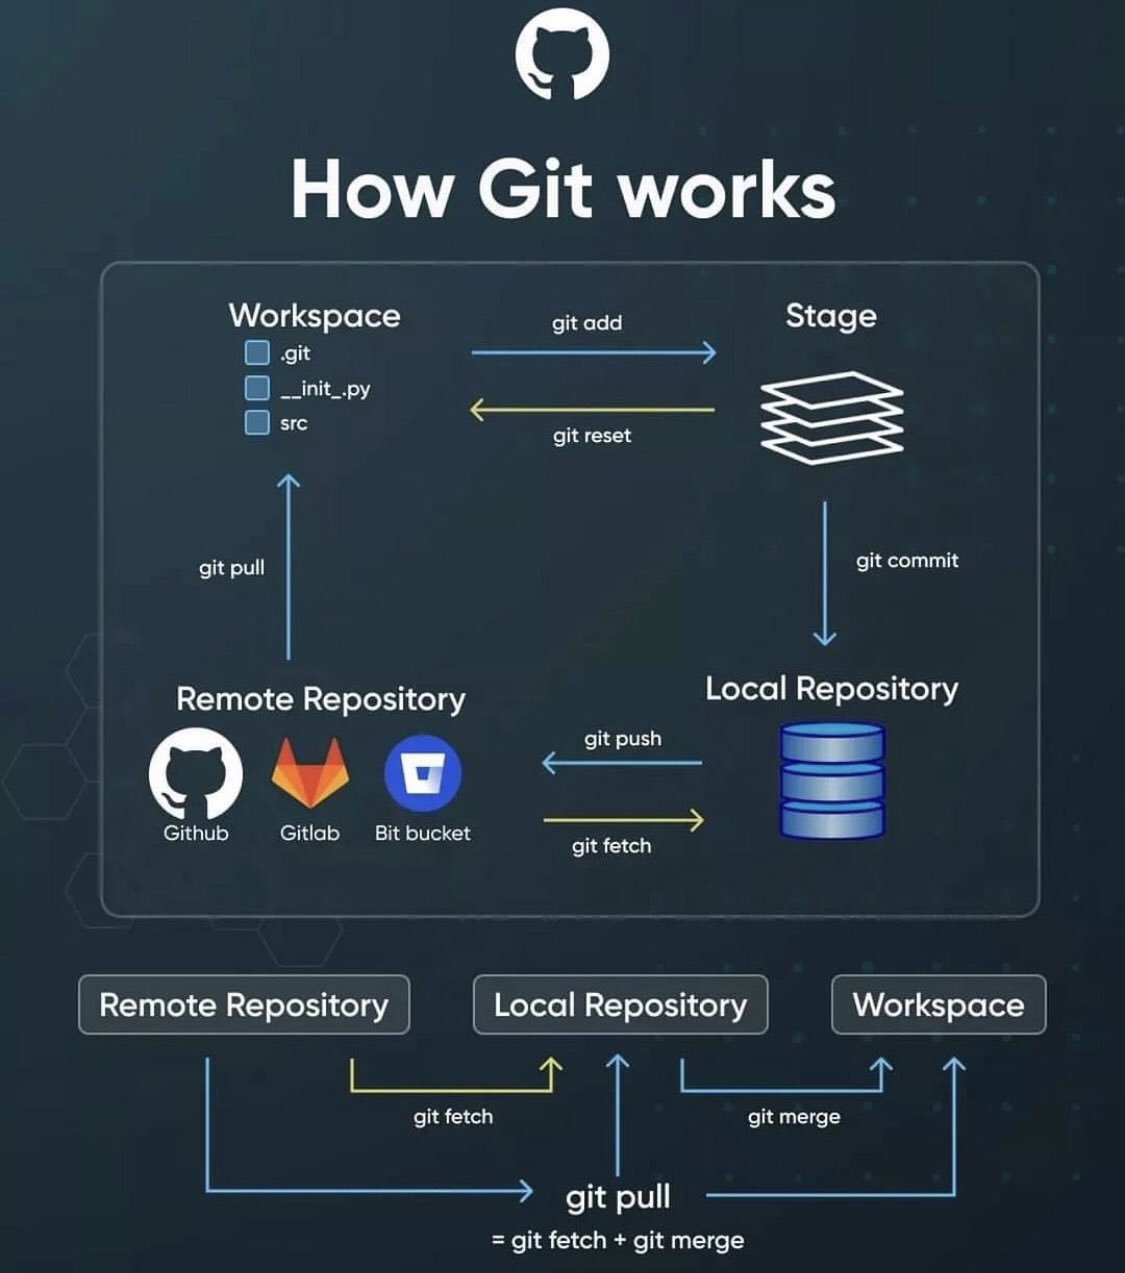 How Git works
Workspace
git add
Stage
.git
__init_.py
src
git reset
git pull
git commit
Remote Repository
Local Repository
git push
Github
Gitlab
Bit bucket
git fetch
Remote Repository
Local Repository
Workspace
git fetch
git merge
git pull
= git fetch + git merge